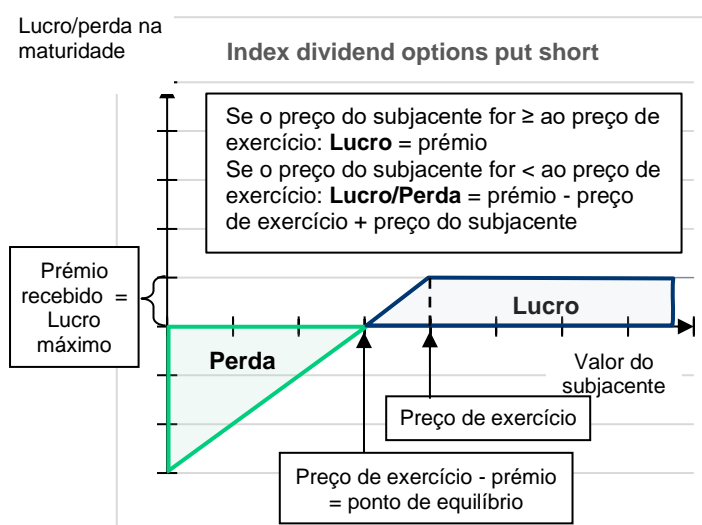 Lucro/perda na
maturidade
Index dividend options put short
Se o preço do subjacente for ≥ ao preço de
exercício: Lucro = prémio
Se o preço do subjacente for < ao preço de
exercício: Lucro/Perda = prémio - preço
de exercício + preço do subjacente
Prémio
recebido =
Lucro
máximo
Lucro
Perda
Valor do
subjacente
Preço de exercício
Preço de exercício - prémio
= ponto de equilíbrio